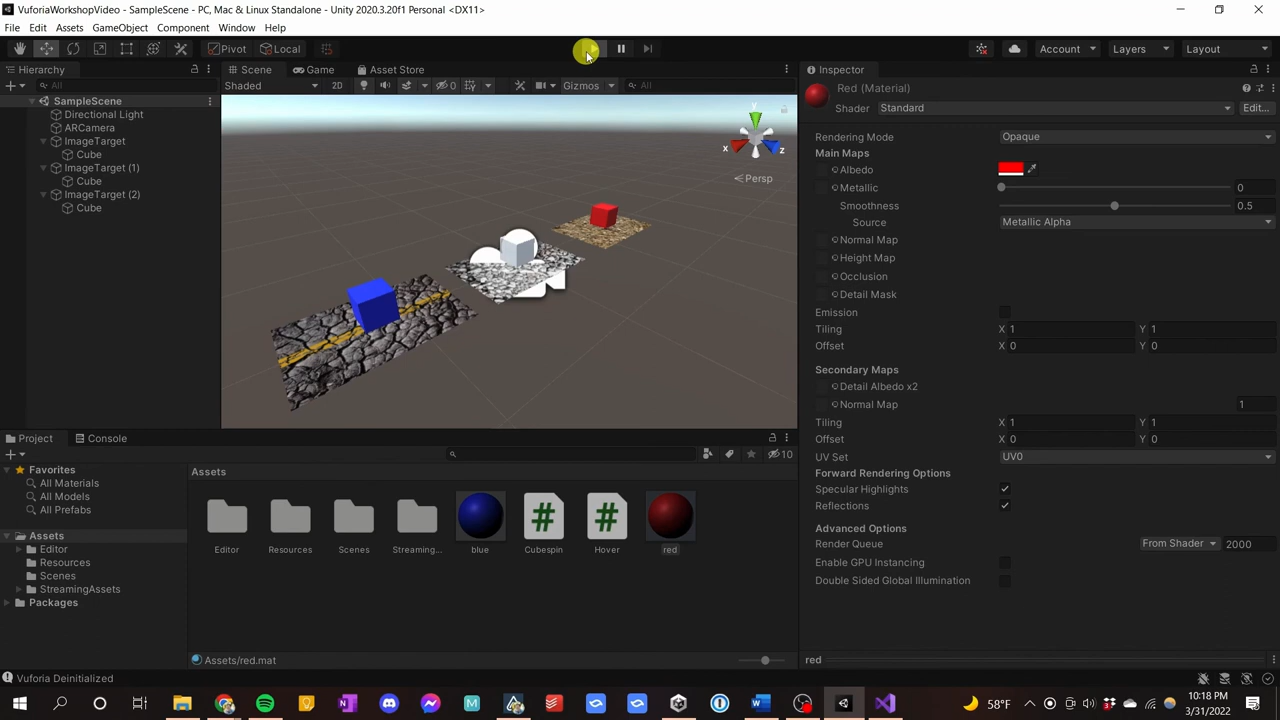 VuforiaWorkshopVideo - SampleScene - PC, Mac & Linux Standalone - Unity 2020.3.20f1 Personal <DX11>
File Edit Assets GameObject Component Window Help
Pivot Local Account Layers Layout
Hierarchy Scene Game Asset Store Inspector
All Shaded 2D 0 Gizmos All
SampleScene
Directional Light
ARCamera
ImageTarget
Cube
ImageTarget (1)
Cube
ImageTarget (2)
Cube
y
x z
Persp
Red (Material)
Shader Standard Edit...
Rendering Mode Opaque
Main Maps
Albedo
Metallic 0
Smoothness 0.5
Source Metallic Alpha
Normal Map
Height Map
Occlusion
Detail Mask
Emission
Tiling X 1 Y 1
Offset X 0 Y 0
Secondary Maps
Detail Albedo x2
Normal Map 1
Tiling X 1 Y 1
Offset X 0 Y 0
UV Set UV0
Forward Rendering Options
Specular Highlights
Reflections
Advanced Options
Render Queue From Shader 2000
Enable GPU Instancing
Double Sided Global Illumination
red
Project Console
10
Favorites
All Materials
All Models
All Prefabs
Assets
Editor
Resources
Scenes
StreamingAssets
Packages
Assets
Editor Resources Scenes Streaming... blue Cubespin Hover red
Assets/red.mat
Vuforia Deinitialized
58°F
10:18 PM
3/31/2022